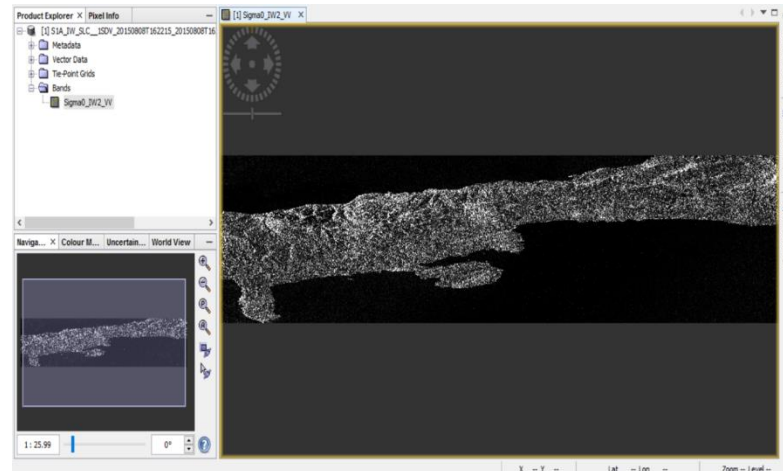 Product Explorer × Pixel Info
[1] Sigma0_IW2_VV ×
[1] S1A_IW_SLC__1SDV_20150808T162215_20150808T16
Metadata
Vector Data
Tie-Point Grids
Bands
Sigma0_IW2_VV
Naviga... × Colour M... Uncertain... World View
1 : 25.99
0°
X -- Y -- Lat -- Lon -- Zoom -- Level --